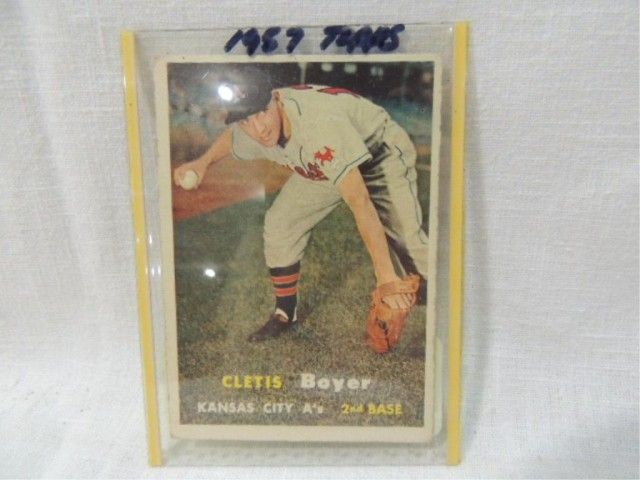 1957 TOPPS
CLETIS Boyer
KANSAS CITY A's 2nd BASE